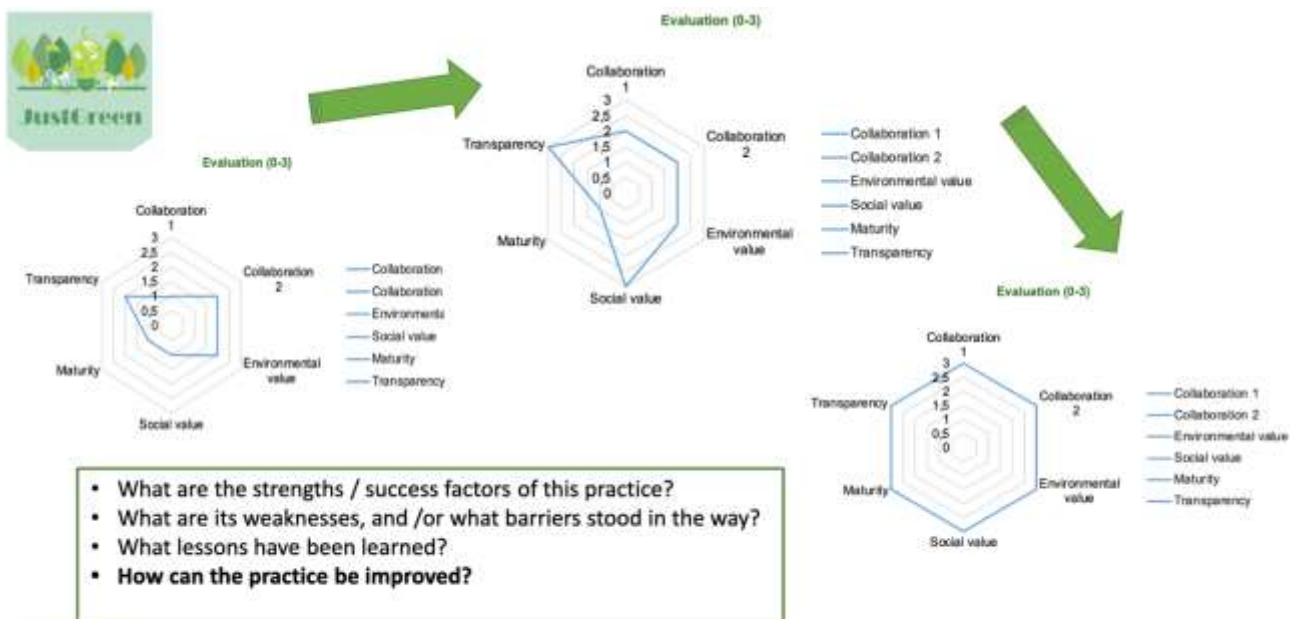 JustGreen
Evaluation (0-3)
Collaboration
1
3
2,5
2
1,5
1
0,5
0
Collaboration
2
Environmental
value
Social value
Maturity
Transparency
Collaboration
Collaboration
Environmenta
Social value
Maturity
Transparency
Evaluation (0-3)
Collaboration
1
3
2,5
2
1,5
1
0,5
0
Collaboration
2
Environmental
value
Social value
Maturity
Transparency
Collaboration 1
Collaboration 2
Environmental value
Social value
Maturity
Transparency
Evaluation (0-3)
Collaboration
1
3
2,5
2
1,5
1
0,5
0
Collaboration
2
Environmental
value
Social value
Maturity
Transparency
Collaboration 1
Collaboration 2
Environmental value
Social value
Maturity
Transparency
• What are the strengths / success factors of this practice?
• What are its weaknesses, and /or what barriers stood in the way?
• What lessons have been learned?
• How can the practice be improved?